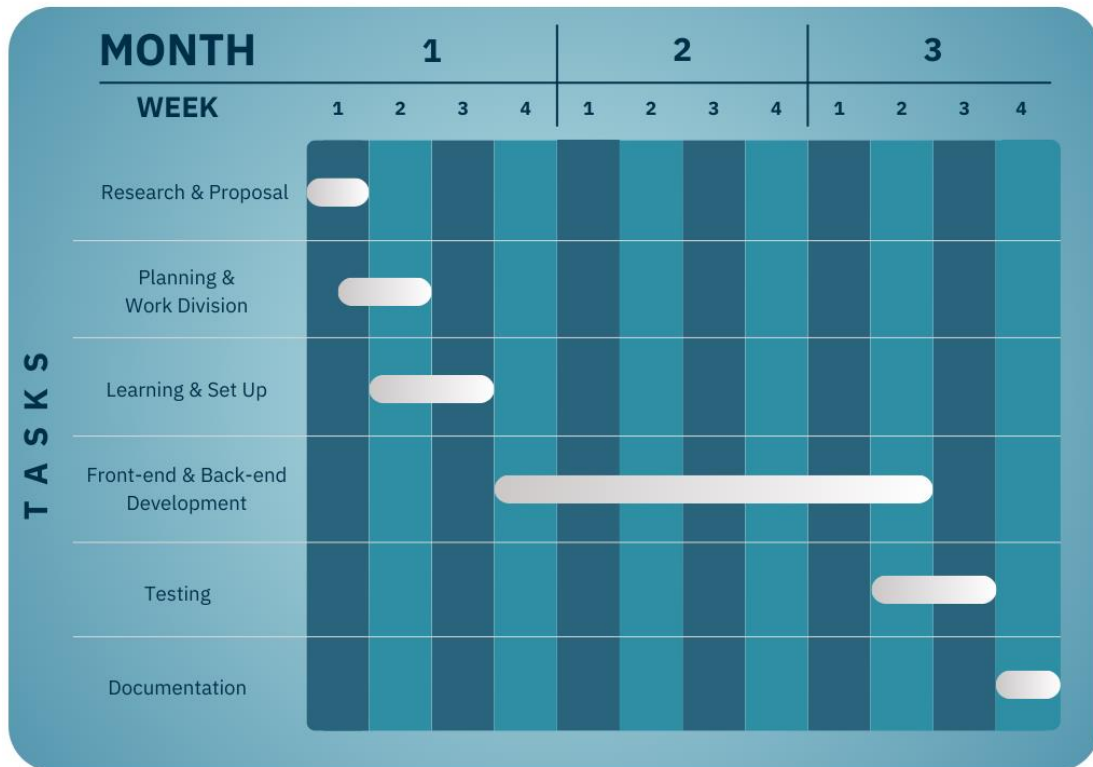 MONTH 1 2 3
WEEK 1 2 3 4 1 2 3 4 1 2 3 4
TASKS
Research & Proposal
Planning &
Work Division
Learning & Set Up
Front-end & Back-end
Development
Testing
Documentation